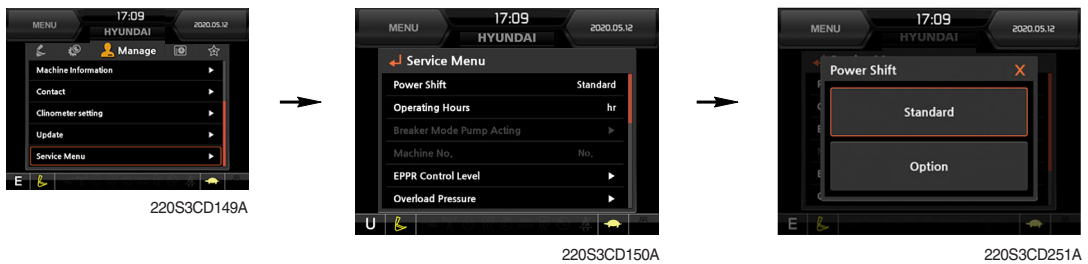 17:09
MENU
HYUNDAI
2020.05.12
Manage
Machine Information
Contact
Clinometer setting
Update
Service Menu
E
220S3CD149A
17:09
MENU
HYUNDAI
2020.05.12
Service Menu
Power Shift Standard
Operating Hours hr
Breaker Mode Pump Acting
Machine No. No.
EPPR Control Level
Overload Pressure
U
220S3CD150A
17:09
MENU
HYUNDAI
2020.05.12
Power Shift X
Standard
Option
E
220S3CD251A